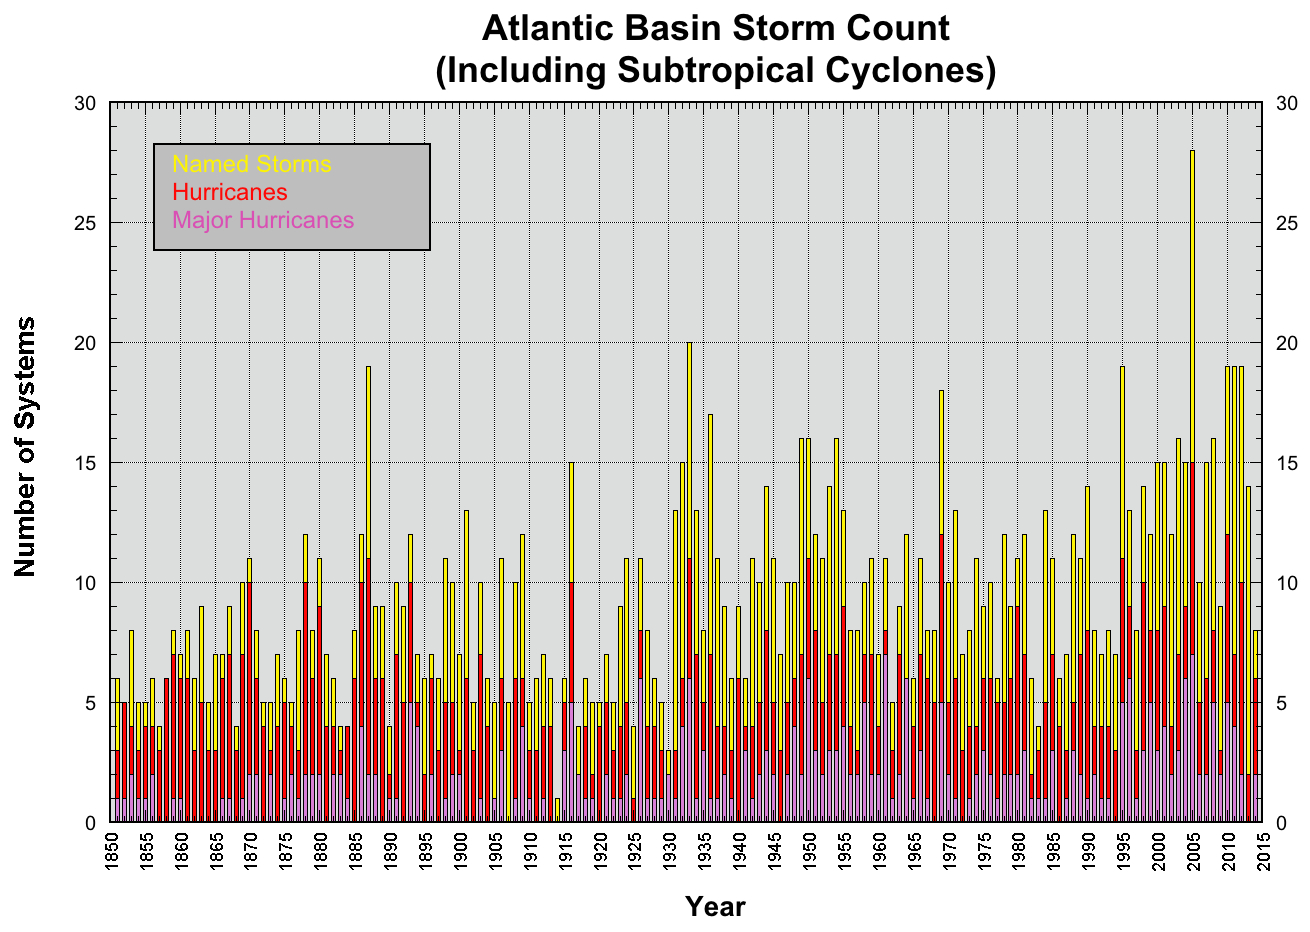 Atlantic Basin Storm Count
(Including Subtropical Cyclones)
30 30
Named Storms
Hurricanes
Major Hurricanes
25 25
20 20
15 15
10 10
5 5
0 0
Number of Systems
1850 1855 1860 1865 1870 1875 1880 1885 1890 1895 1900 1905 1910 1915 1920 1925 1930 1935 1940 1945 1950 1955 1960 1965 1970 1975 1980 1985 1990 1995 2000 2005 2010 2015
Year